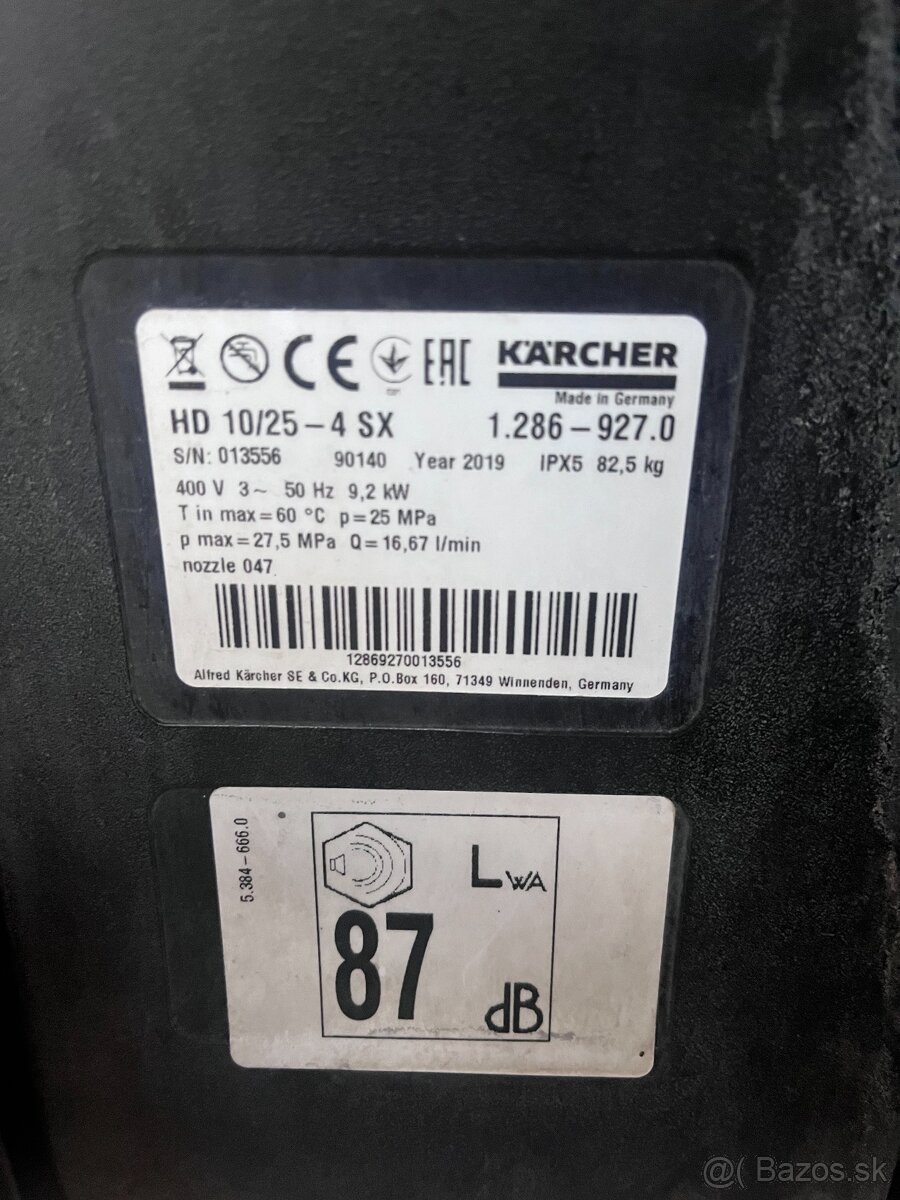 CE EAC KÄRCHER
Made in Germany
HD 10/25-4 SX 1.286-927.0
S/N: 013556 90140 Year 2019 IPX5 82,5 kg
400 V 3~ 50 Hz 9,2 kW
T in max=60 °C p=25 MPa
p max=27,5 MPa Q=16,67 l/min
nozzle 047
12869270013556
Alfred Kärcher SE & Co.KG, P.O.Box 160, 71349 Winnenden, Germany
5.384-666.0
LWA
87
dB
@( Bazos.sk